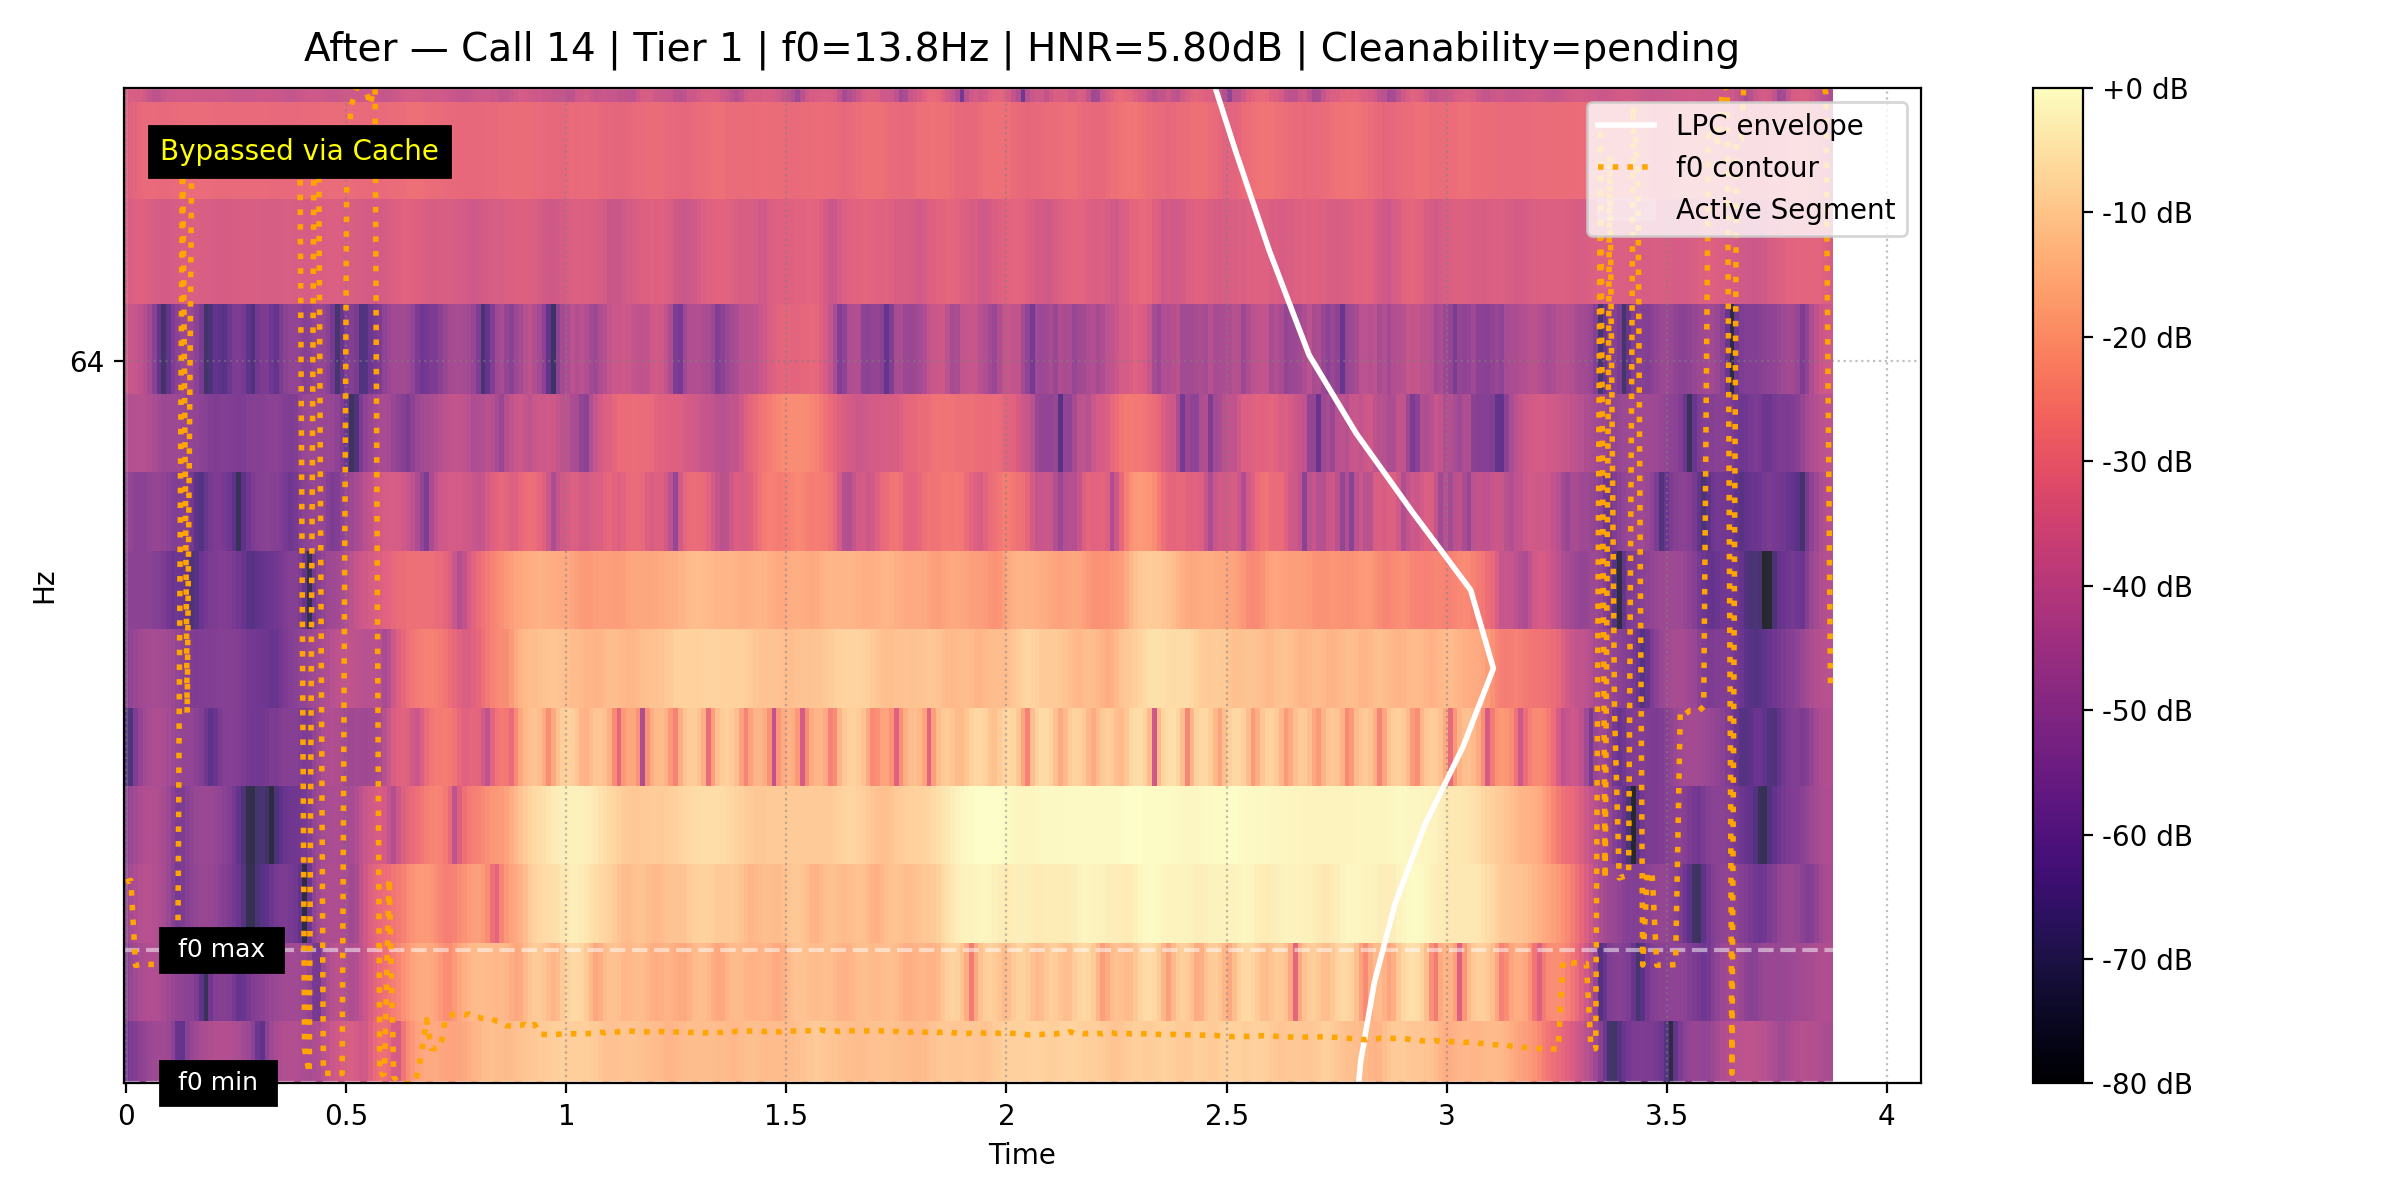 After — Call 14 | Tier 1 | f0=13.8Hz | HNR=5.80dB | Cleanability=pending
Bypassed via Cache
LPC envelope
f0 contour
Active Segment
64
Hz
f0 max
f0 min
0
0.5
1
1.5
2
2.5
3
3.5
4
Time
+0 dB
-10 dB
-20 dB
-30 dB
-40 dB
-50 dB
-60 dB
-70 dB
-80 dB